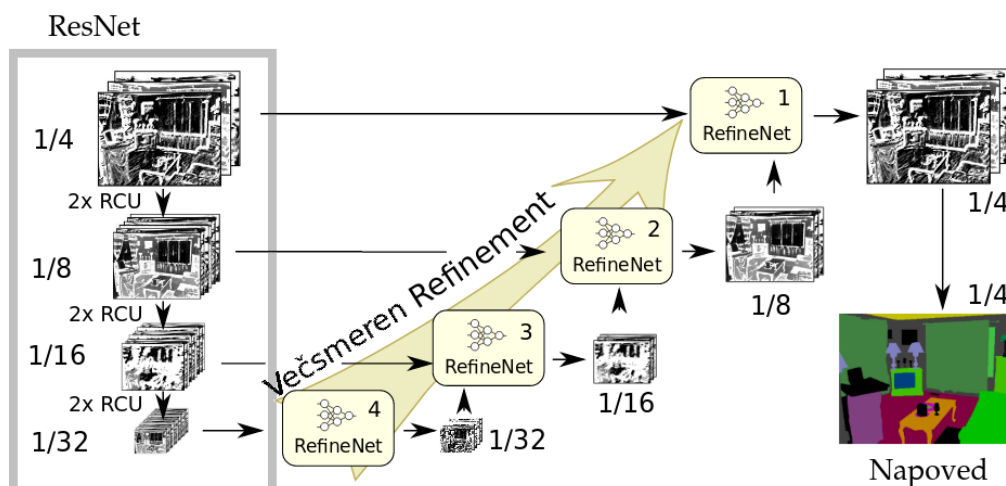 ResNet
1/4
2x RCU
1/8
2x RCU
1/16
2x RCU
1/32
Večsmeren Refinement
4
RefineNet
1/32
3
RefineNet
1/16
2
RefineNet
1/8
1
RefineNet
1/4
1/4
Napoved